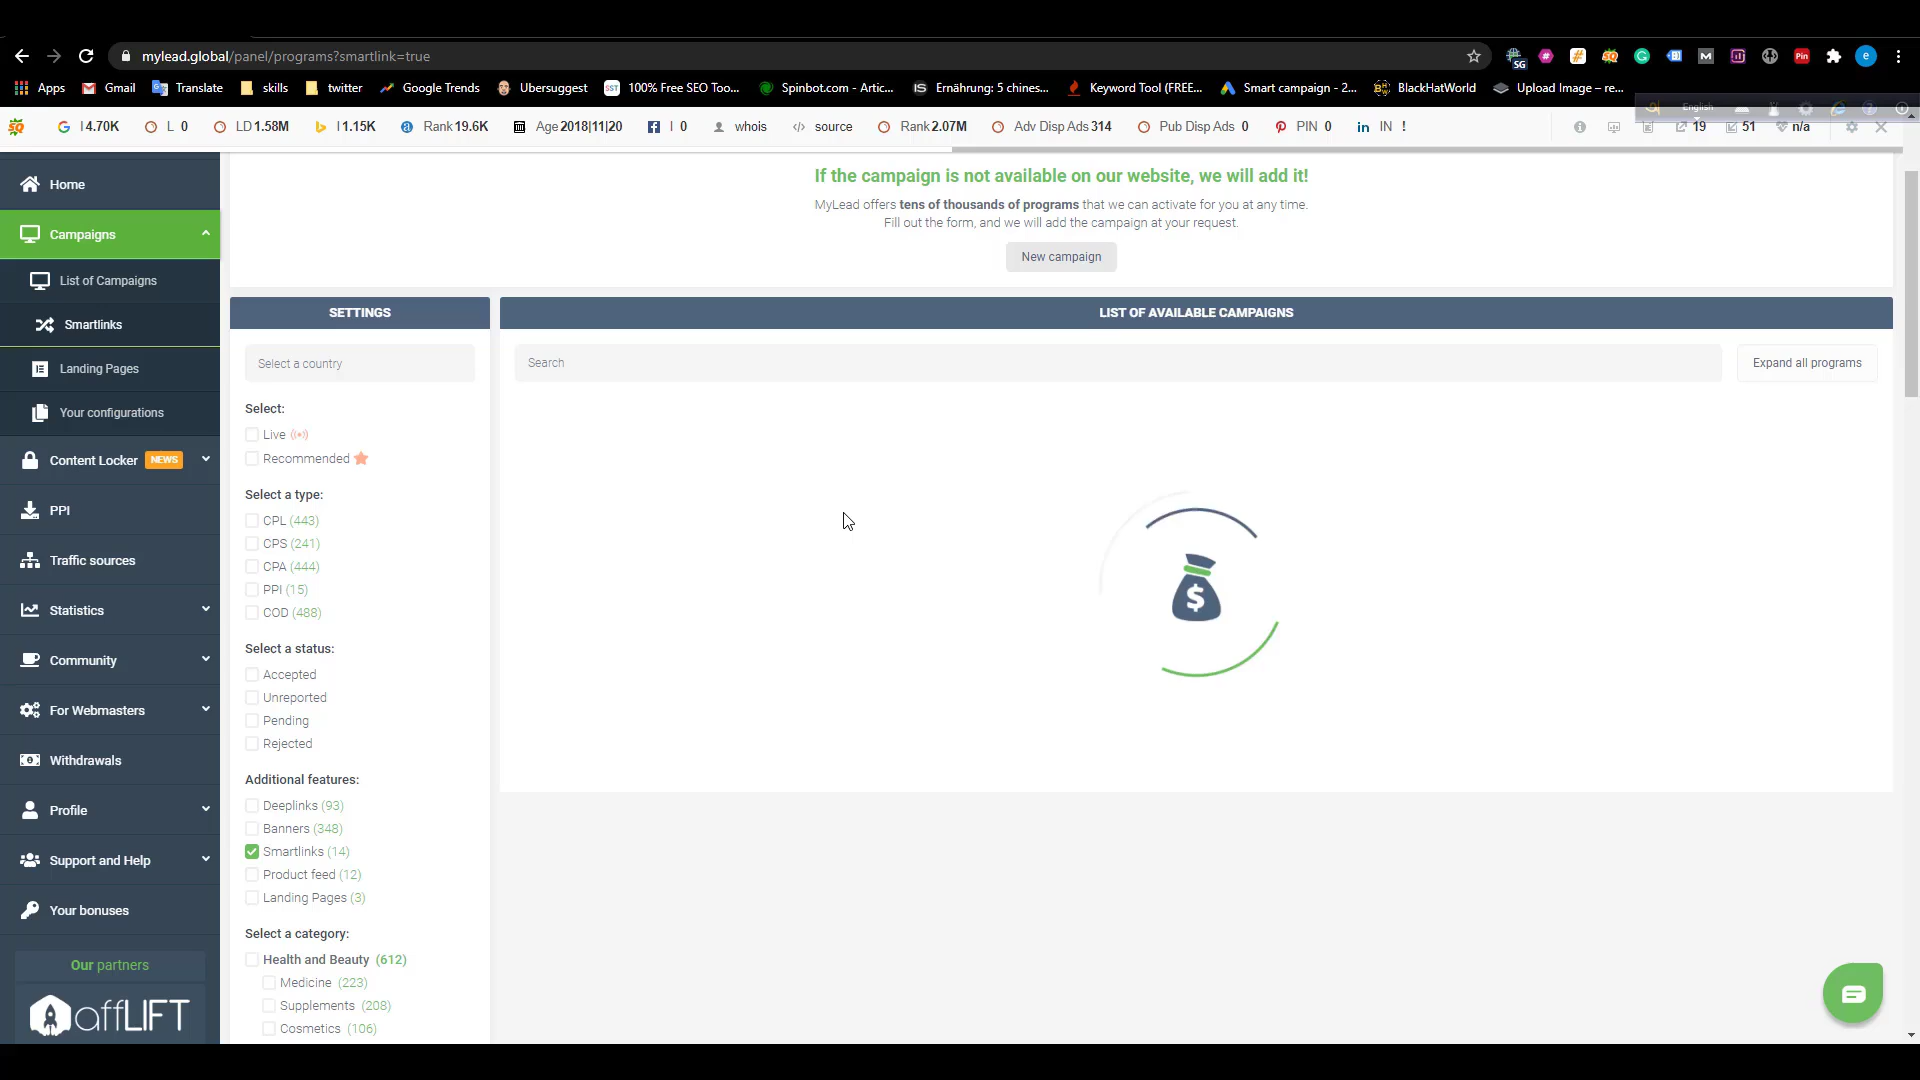 mylead.global/panel/programs?smartlink=true
SG
M
Pin
e
Apps
Gmail
Translate
skills
twitter
Google Trends
Ubersuggest
SST
100% Free SEO Too...
Spinbot.com - Artic...
IS
Ernährung: 5 chines...
Keyword Tool (FREE...
Smart campaign - 2...
BlackHatWorld
Upload Image – re...
English
I 4.70K
L 0
LD 1.58M
I 1.15K
Rank 19.6K
Age 2018|11|20
I 0
whois
source
Rank 2.07M
Adv Disp Ads 314
Pub Disp Ads 0
PIN 0
IN !
19
51
n/a
Home
Campaigns
List of Campaigns
Smartlinks
Landing Pages
Your configurations
Content Locker NEWS
PPI
Traffic sources
Statistics
Community
For Webmasters
Withdrawals
Profile
Support and Help
Your bonuses
Our partners
affLIFT
If the campaign is not available on our website, we will add it!
MyLead offers tens of thousands of programs that we can activate for you at any time.
Fill out the form, and we will add the campaign at your request.
New campaign
SETTINGS
Select a country
Select:
Live
Recommended
Select a type:
CPL (443)
CPS (241)
CPA (444)
PPI (15)
COD (488)
Select a status:
Accepted
Unreported
Pending
Rejected
Additional features:
Deeplinks (93)
Banners (348)
Smartlinks (14)
Product feed (12)
Landing Pages (3)
Select a category:
Health and Beauty (612)
Medicine (223)
Supplements (208)
Cosmetics (106)
LIST OF AVAILABLE CAMPAIGNS
Search
Expand all programs
$